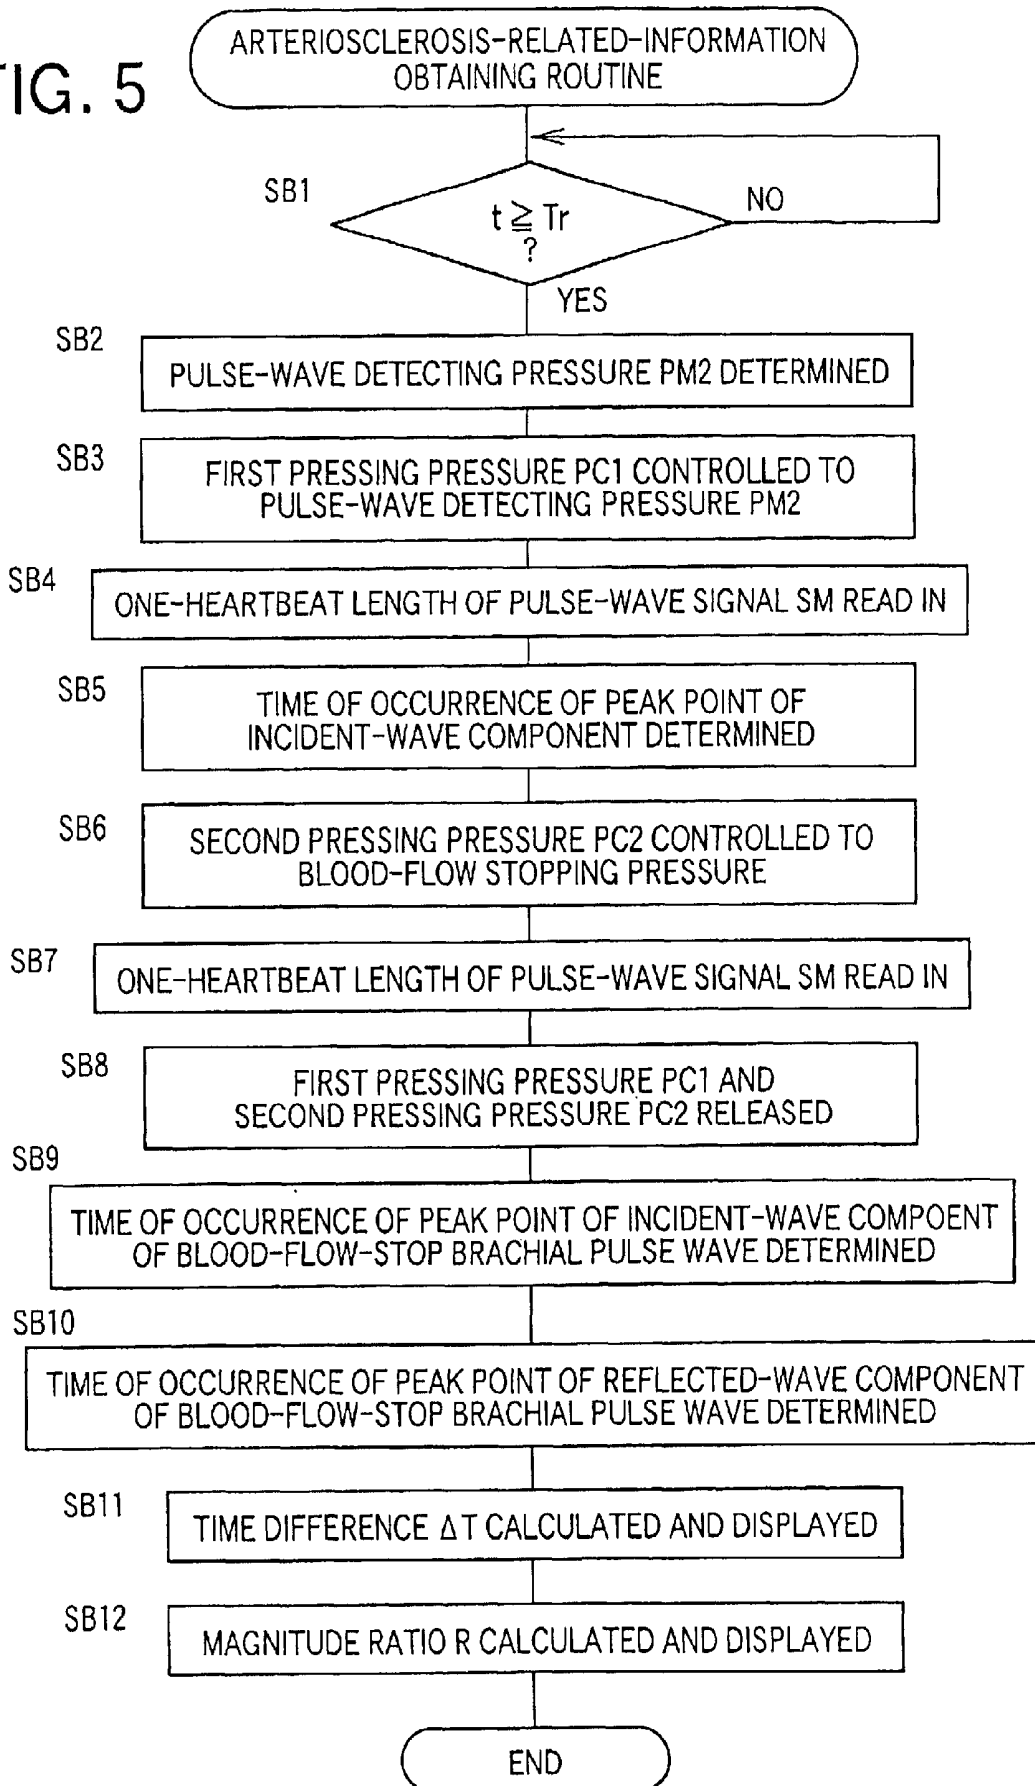 FIG. 5
ARTERIOSCLEROSIS-RELATED-INFORMATION
OBTAINING ROUTINE
SB1
t ≧ Tr
?
NO
YES
SB2
PULSE-WAVE DETECTING PRESSURE PM2 DETERMINED
SB3
FIRST PRESSING PRESSURE PC1 CONTROLLED TO
PULSE-WAVE DETECTING PRESSURE PM2
SB4
ONE-HEARTBEAT LENGTH OF PULSE-WAVE SIGNAL SM READ IN
SB5
TIME OF OCCURRENCE OF PEAK POINT OF
INCIDENT-WAVE COMPONENT DETERMINED
SB6
SECOND PRESSING PRESSURE PC2 CONTROLLED TO
BLOOD-FLOW STOPPING PRESSURE
SB7
ONE-HEARTBEAT LENGTH OF PULSE-WAVE SIGNAL SM READ IN
SB8
FIRST PRESSING PRESSURE PC1 AND
SECOND PRESSING PRESSURE PC2 RELEASED
SB9
TIME OF OCCURRENCE OF PEAK POINT OF INCIDENT-WAVE COMPOENT
OF BLOOD-FLOW-STOP BRACHIAL PULSE WAVE DETERMINED
SB10
TIME OF OCCURRENCE OF PEAK POINT OF REFLECTED-WAVE COMPONENT
OF BLOOD-FLOW-STOP BRACHIAL PULSE WAVE DETERMINED
SB11
TIME DIFFERENCE ΔT CALCULATED AND DISPLAYED
SB12
MAGNITUDE RATIO R CALCULATED AND DISPLAYED
END